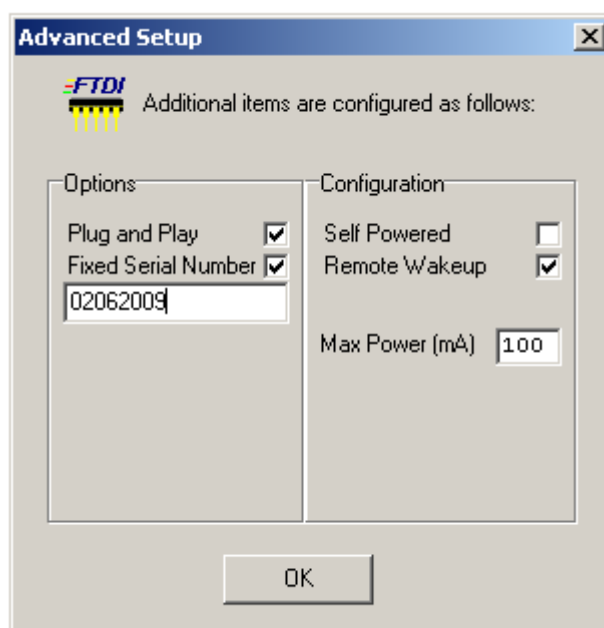 Advanced Setup
FTDI
Additional items are configured as follows:
Options
Plug and Play
Fixed Serial Number
02062009
Configuration
Self Powered
Remote Wakeup
Max Power (mA) 100
OK